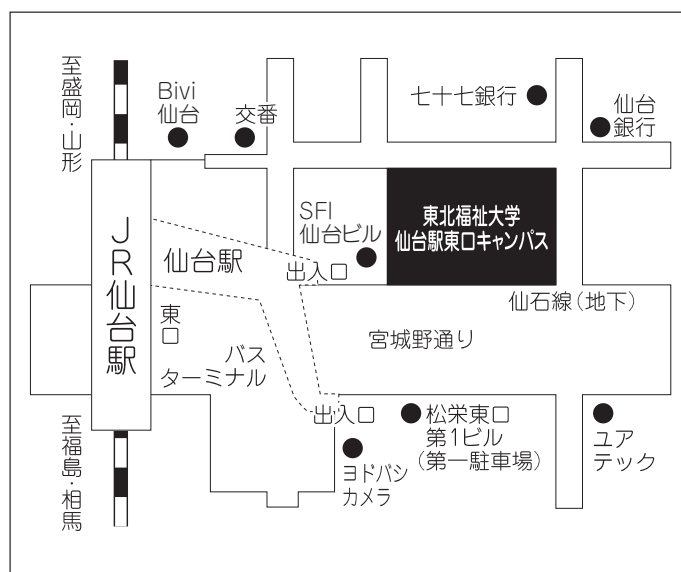 至盛岡・山形
Bivi
仙台
交番
七十七銀行
仙台
銀行
JR仙台駅
仙台駅
SFI
仙台ビル
出入口
東北福祉大学
仙台駅東口キャンパス
仙石線(地下)
東口
宮城野通り
バス
ターミナル
出入口
松栄東口
第1ビル
(第一駐車場)
ユア
テック
ヨドバシ
カメラ
至福島・相馬